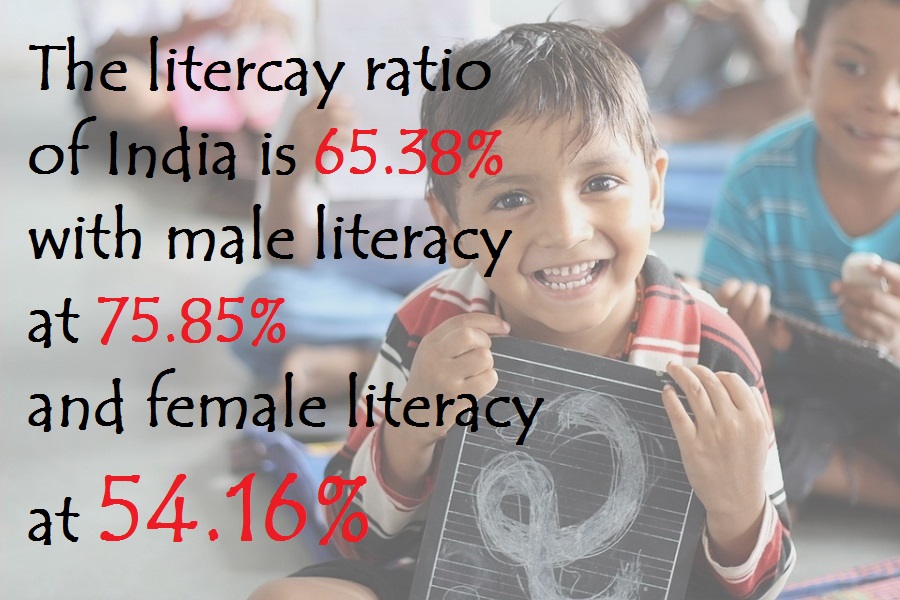 The litercay ratio
of India is 65.38%
with male literacy
at 75.85%
and female literacy
at 54.16%